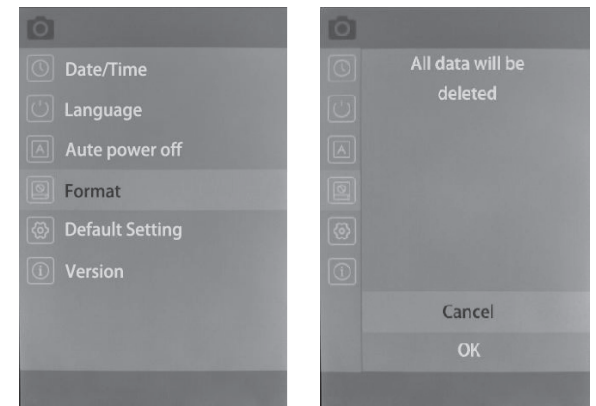 Date/Time
Language
Aute power off
Format
Default Setting
Version
All data will be
deleted
Cancel
OK